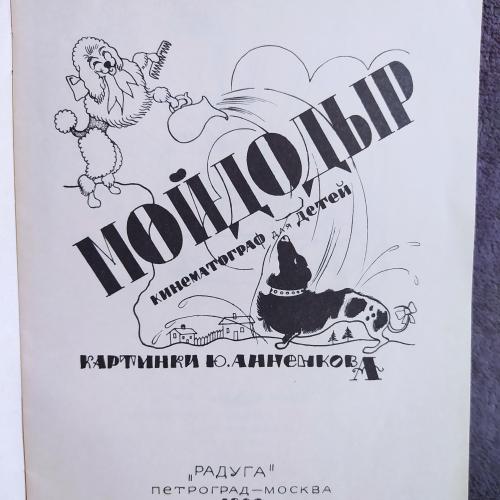 МОЙДОДЫР
КИНЕМАТОГРАФ для ДЕТЕЙ
КАРТИНКИ Ю. АННЕНКОВА
„РАДУГА"
ПЕТРОГРАД—МОСКВА